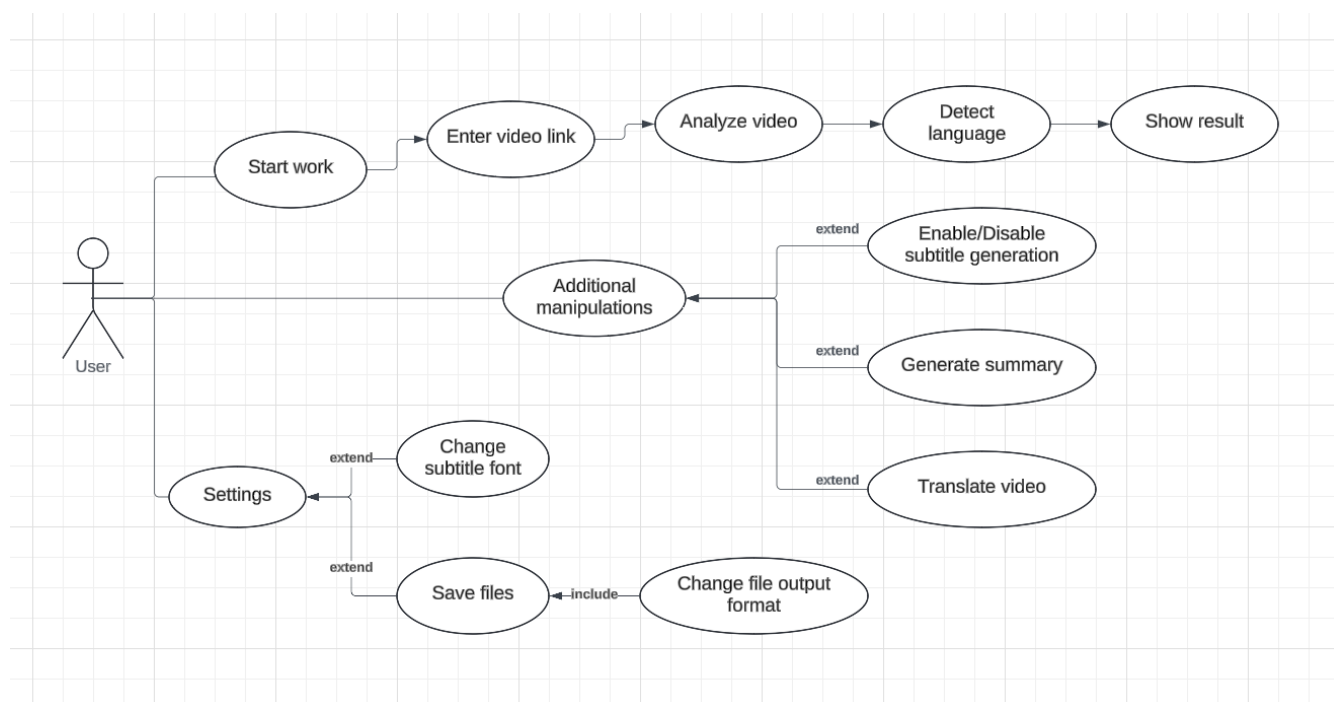 Start work
Enter video link
Analyze video
Detect
language
Show result
User
Additional
manipulations
extend
Enable/Disable
subtitle generation
extend
Generate summary
extend
Translate video
Settings
extend
Change
subtitle font
extend
Save files
include
Change file output
format